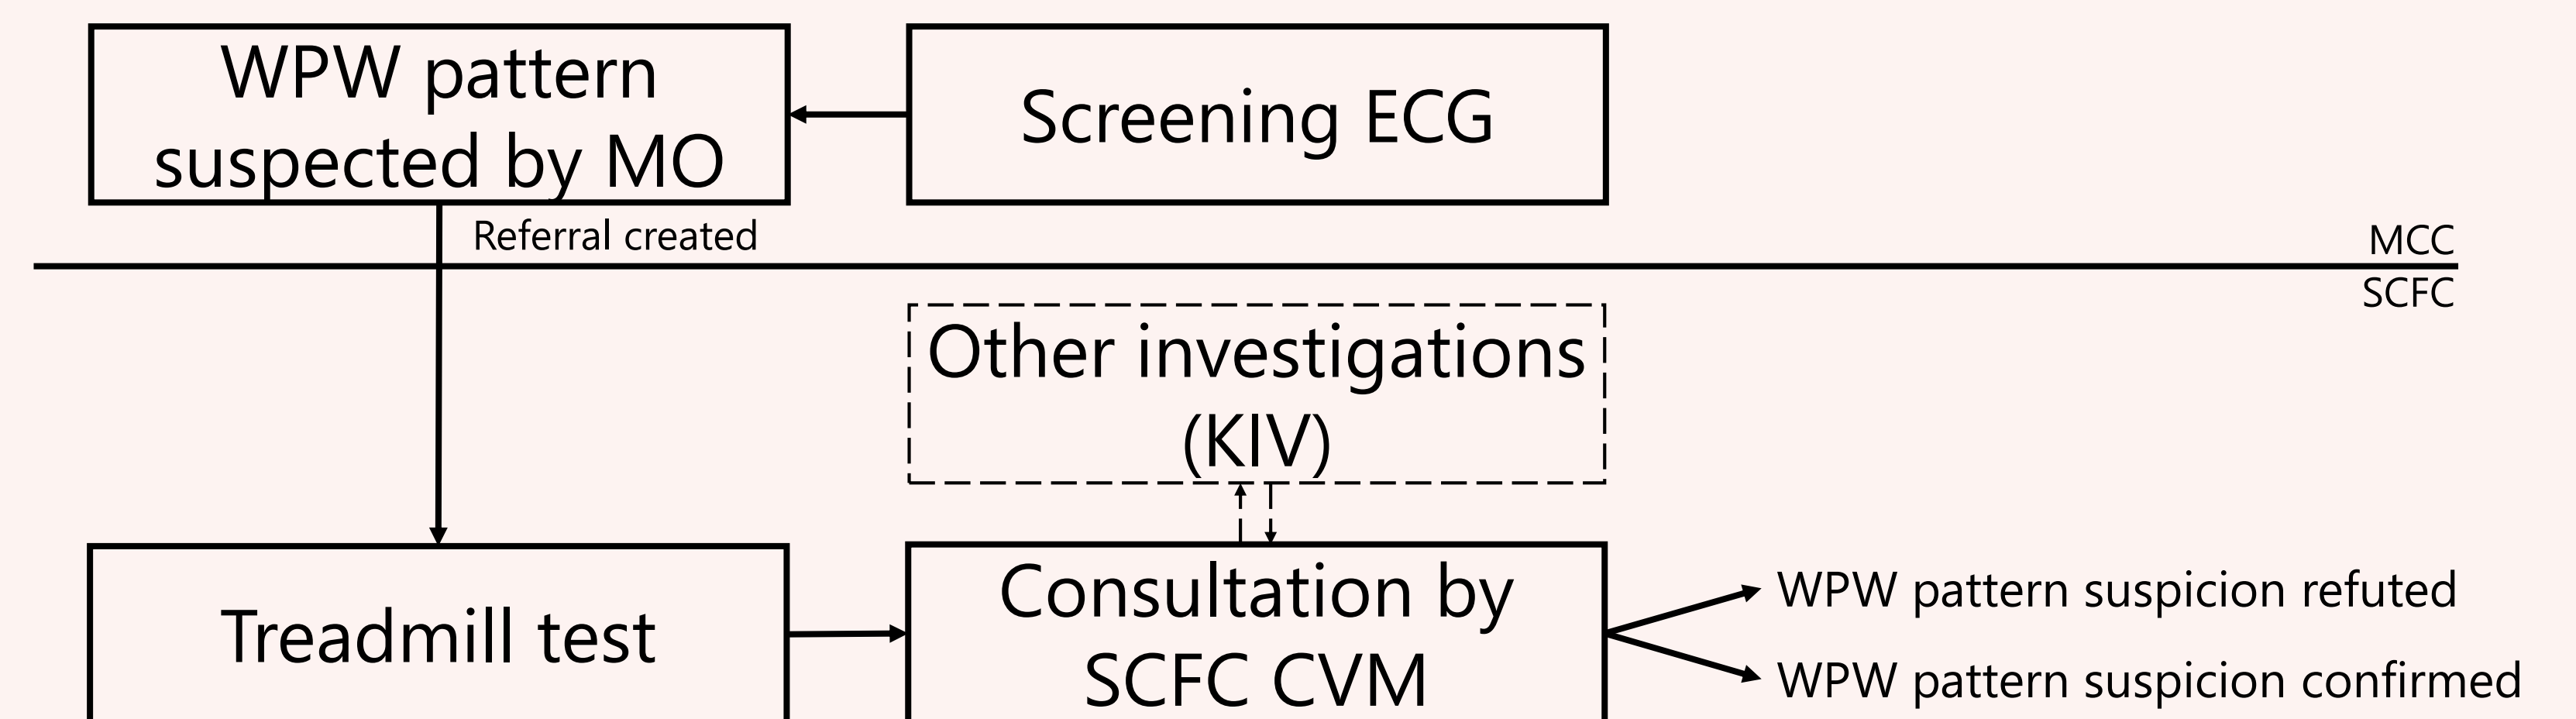 WPW pattern
suspected by MO
Screening ECG
Referral created
MCC
SCFC
Other investigations
(KIV)
Treadmill test
Consultation by
SCFC CVM
WPW pattern suspicion refuted
WPW pattern suspicion confirmed